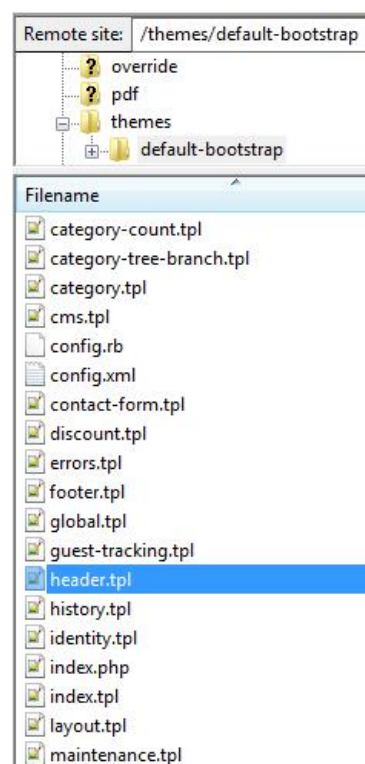 Remote site: /themes/default-bootstrap
override
pdf
themes
default-bootstrap
Filename
category-count.tpl
category-tree-branch.tpl
category.tpl
cms.tpl
config.rb
config.xml
contact-form.tpl
discount.tpl
errors.tpl
footer.tpl
global.tpl
guest-tracking.tpl
header.tpl
history.tpl
identity.tpl
index.php
index.tpl
layout.tpl
maintenance.tpl